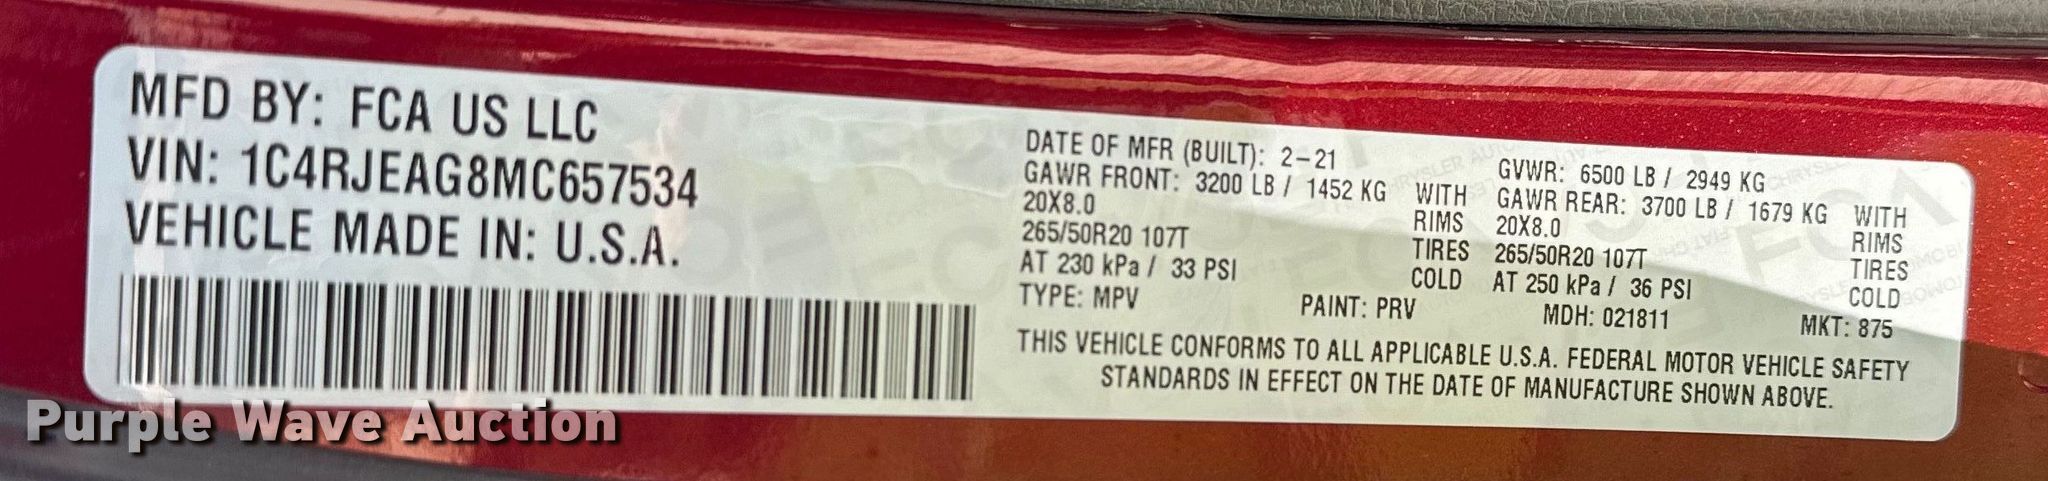 MFD BY: FCA US LLC
VIN: 1C4RJEAG8MC657534
VEHICLE MADE IN: U.S.A.
DATE OF MFR (BUILT): 2-21
GVWR: 6500 LB / 2949 KG
GAWR FRONT: 3200 LB / 1452 KG WITH
GAWR REAR: 3700 LB / 1679 KG WITH
20X8.0 RIMS
20X8.0 RIMS
265/50R20 107T TIRES
265/50R20 107T TIRES
AT 230 kPa / 33 PSI COLD
AT 250 kPa / 36 PSI COLD
TYPE: MPV PAINT: PRV MDH: 021811 MKT: 875
THIS VEHICLE CONFORMS TO ALL APPLICABLE U.S.A. FEDERAL MOTOR VEHICLE SAFETY
STANDARDS IN EFFECT ON THE DATE OF MANUFACTURE SHOWN ABOVE.
Purple Wave Auction